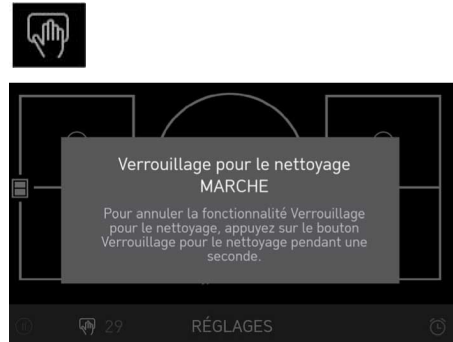 Verrouillage pour le nettoyage
MARCHE
Pour annuler la fonctionnalité Verrouillage
pour le nettoyage, appuyez sur le bouton
Verrouillage pour le nettoyage pendant une
seconde.
29
RÉGLAGES